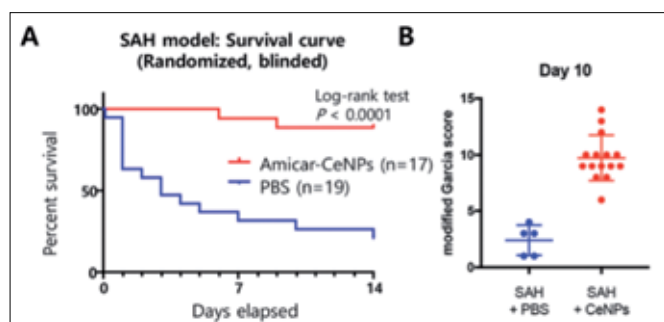 A
SAH model: Survival curve
(Randomized, blinded)
Log-rank test
P < 0.0001
100
50
0
Percent survival
Amicar-CeNPs (n=17)
PBS (n=19)
0
7
14
Days elapsed
B
Day 10
15
10
5
0
modified Garcia score
SAH
+ PBS
SAH
+ CeNPs